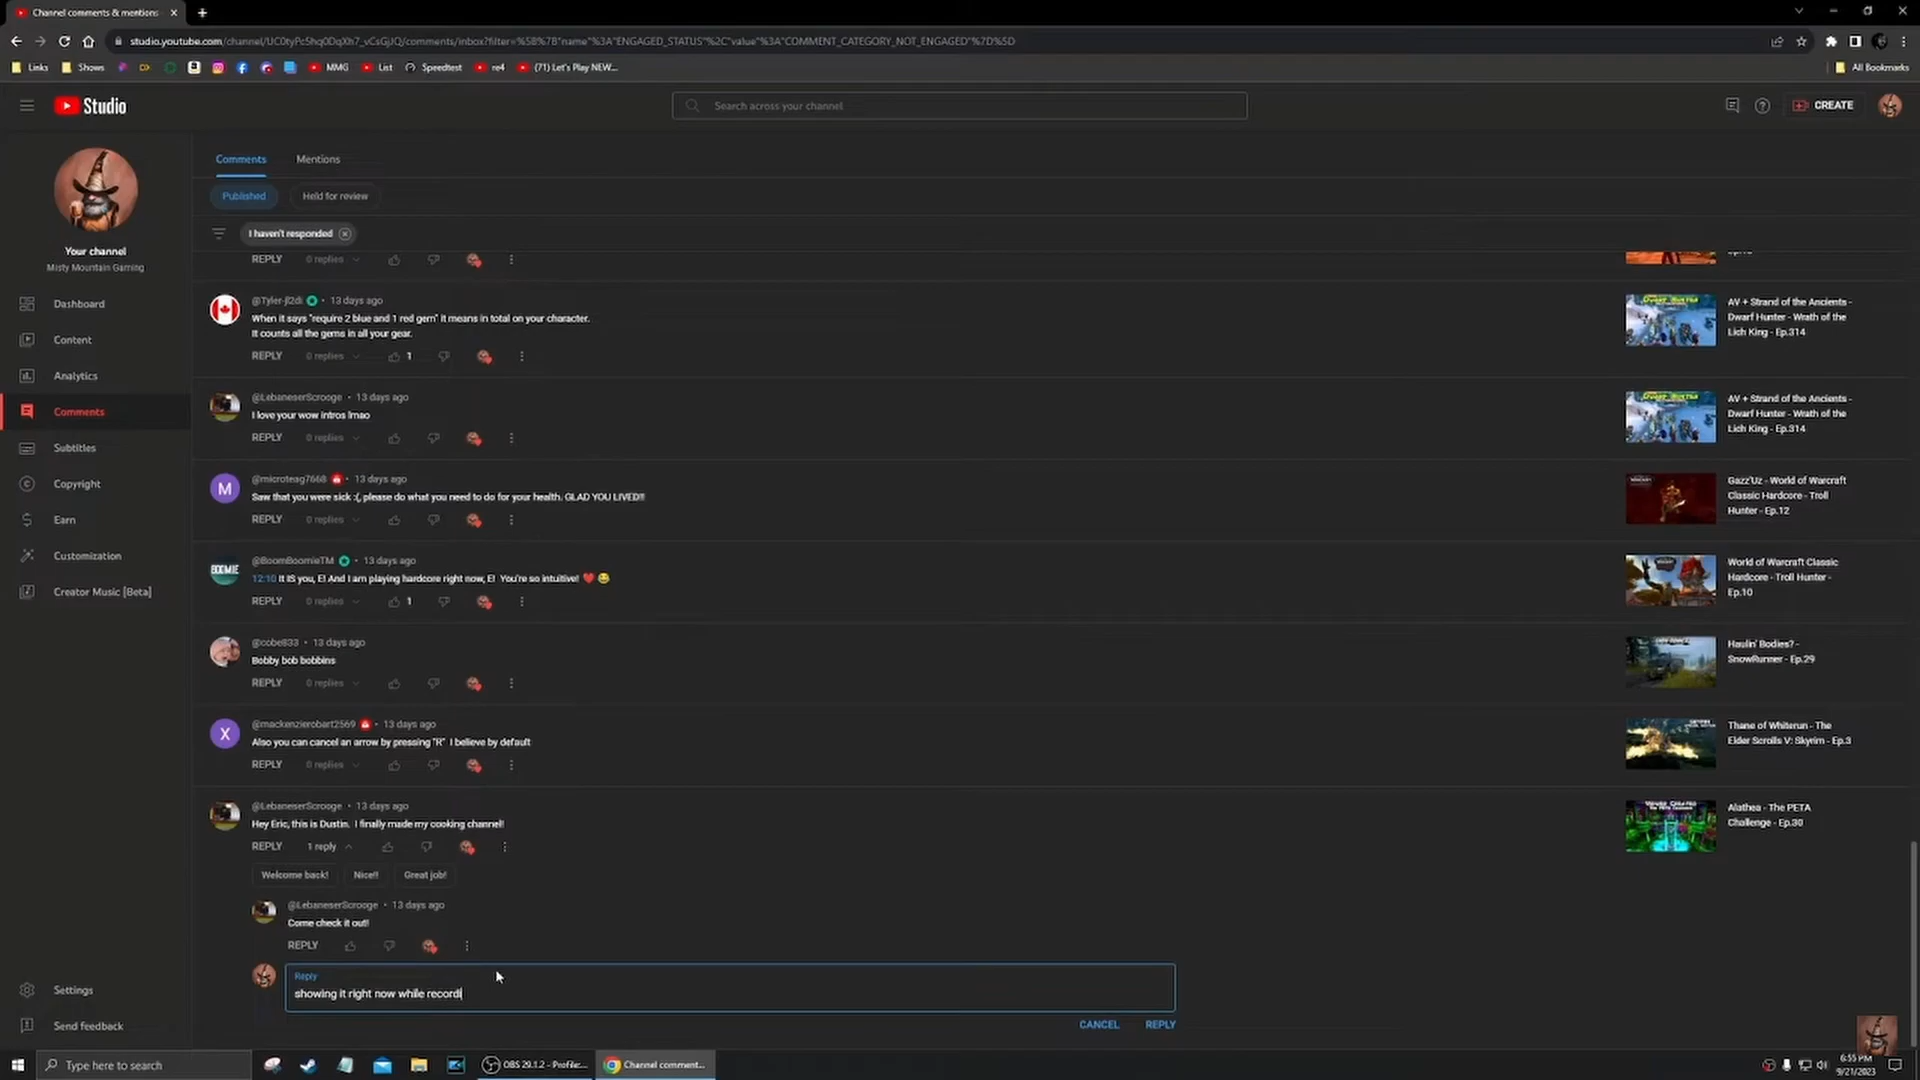 Channel comments & mentions
studio.youtube.com/channel/UC0tyPc5hq0DqXh7_vCsGjJQ/comments/inbox?filter=%5B%7B"name"%3A"ENGAGED_STATUS"%2C"value"%3A"COMMENT_CATEGORY_NOT_ENGAGED"%7D%5D
Links Shows MMG List Speedtest re4 (71) Let's Play NEW... All Bookmarks
Studio
Search across your channel
CREATE
Your channel
Misty Mountain Gaming
Dashboard
Content
Analytics
Comments
Subtitles
Copyright
Earn
Customization
Creator Music [Beta]
Settings
Send feedback
Comments Mentions
Published Held for review
I haven't responded
REPLY 0 replies
@Tyler-jl2di • 13 days ago
When it says "require 2 blue and 1 red gem" it means in total on your character.
It counts all the gems in all your gear.
REPLY 0 replies 1
AV + Strand of the Ancients -
Dwarf Hunter - Wrath of the
Lich King - Ep.314
@LebaneserScrooge • 13 days ago
I love your wow intros lmao
REPLY 0 replies
AV + Strand of the Ancients -
Dwarf Hunter - Wrath of the
Lich King - Ep.314
M
@microteag7668 • 13 days ago
Saw that you were sick :(, please do what you need to do for your health. GLAD YOU LIVED!!!
REPLY 0 replies
Gazz'Uz - World of Warcraft
Classic Hardcore - Troll
Hunter - Ep.12
BOOMIE
@BoomBoomieTM • 13 days ago
12:10 It IS you, E! And I am playing hardcore right now, E! You're so intuitive! ❤️ 😂
REPLY 0 replies 1
World of Warcraft Classic
Hardcore - Troll Hunter -
Ep.10
@cobe833 • 13 days ago
Bobby bob bobbins
REPLY 0 replies
Haulin' Bodies? -
SnowRunner - Ep.29
X
@mackenzierobart2569 • 13 days ago
Also you can cancel an arrow by pressing "R" I believe by default
REPLY 0 replies
Thane of Whiterun - The
Elder Scrolls V: Skyrim - Ep.3
@LebaneserScrooge • 13 days ago
Hey Eric, this is Dustin. I finally made my cooking channel!
REPLY 1 reply
Alathea - The PETA
Challenge - Ep.30
Welcome back! Nice!! Great job!
@LebaneserScrooge • 13 days ago
Come check it out!
REPLY
Reply
showing it right now while recordi
CANCEL REPLY
Type here to search
OBS 29.1.2 - Profile:...
Channel comment...
6:55 PM
9/21/2023